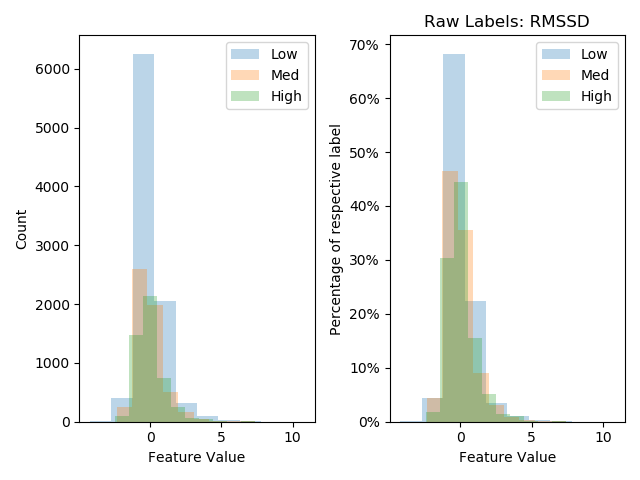 Raw Labels: RMSSD
Low
Med
High
6000
5000
4000
3000
2000
1000
0
Count
0
5
10
Feature Value
Low
Med
High
70%
60%
50%
40%
30%
20%
10%
0%
Percentage of respective label
0
5
10
Feature Value